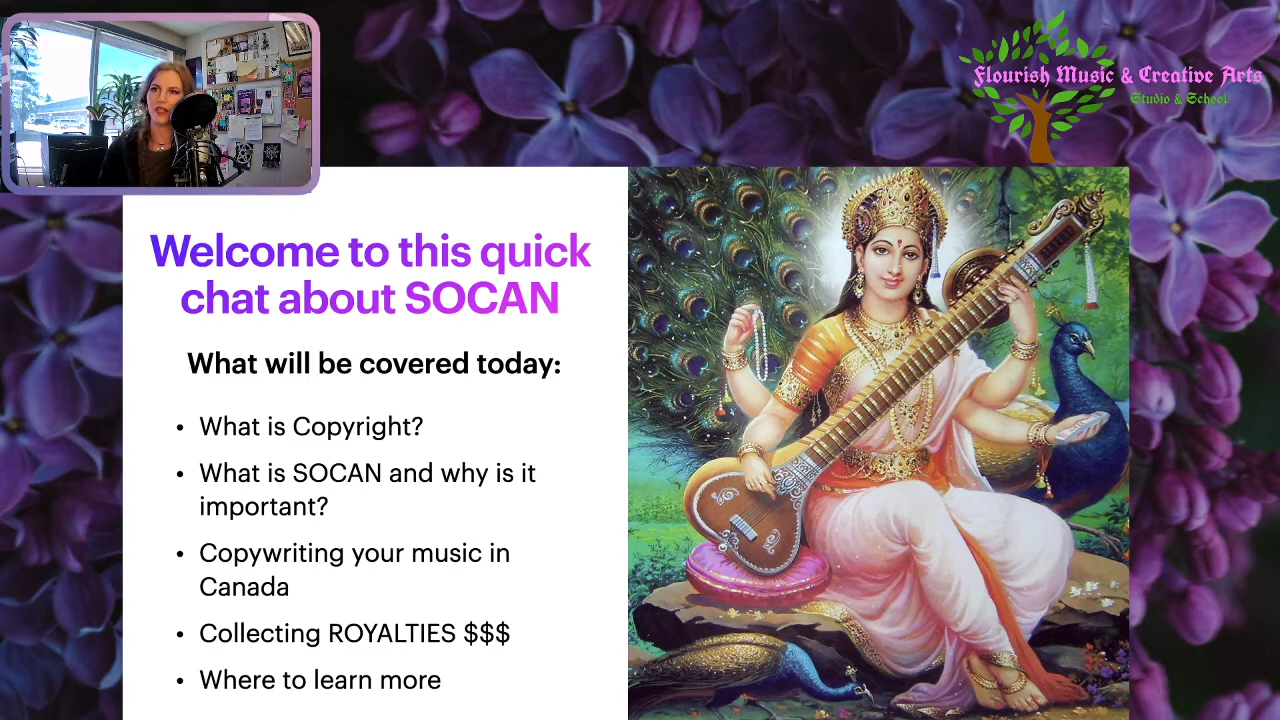 Flourish Music & Creative Arts
Studio & School
Welcome to this quick
chat about SOCAN
What will be covered today:
• What is Copyright?
• What is SOCAN and why is it
important?
• Copywriting your music in
Canada
• Collecting ROYALTIES $$$
• Where to learn more